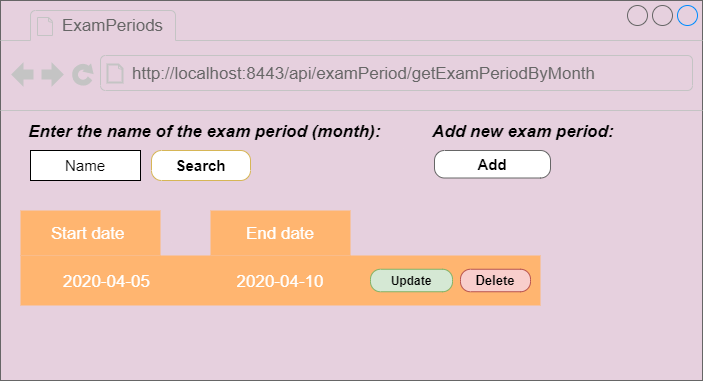 ExamPeriods
http://localhost:8443/api/examPeriod/getExamPeriodByMonth
Enter the name of the exam period (month): Add new exam period:
Name Search Add
Start date End date
2020-04-05 2020-04-10 Update Delete